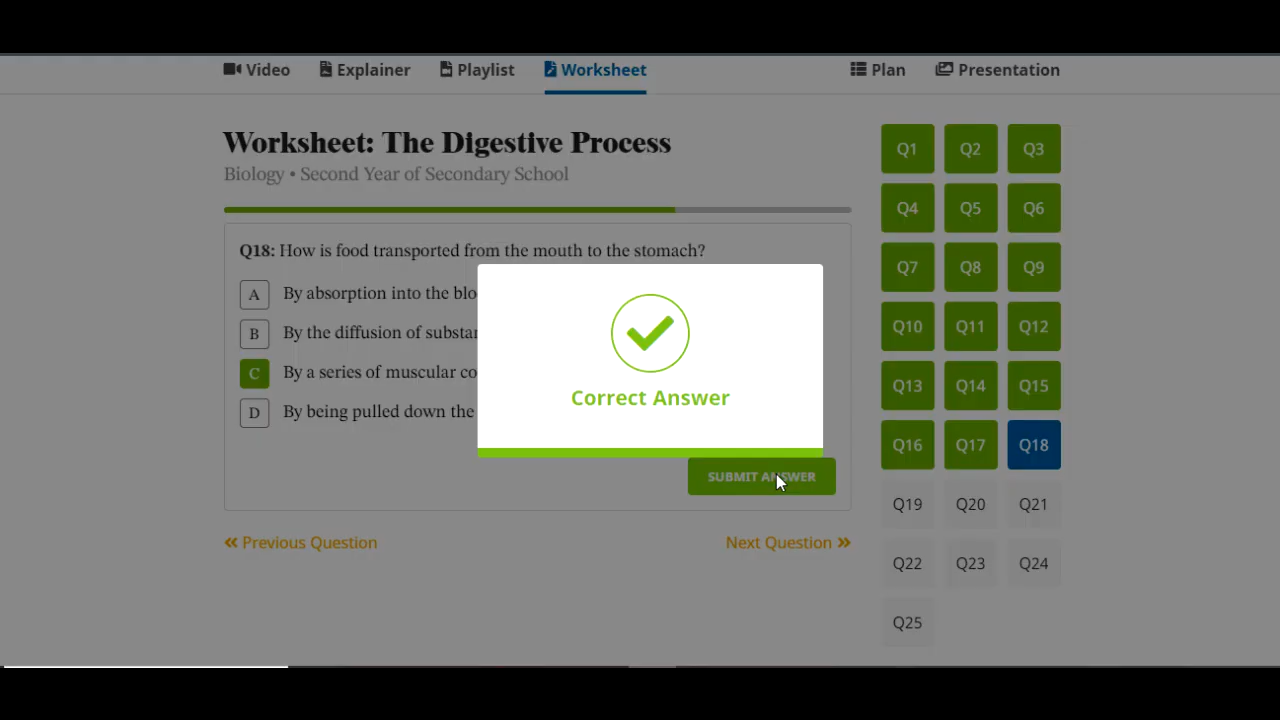 Video Explainer Playlist Worksheet Plan Presentation
Worksheet: The Digestive Process
Biology • Second Year of Secondary School
Q18: How is food transported from the mouth to the stomach?
A By absorption into the blo
B By the diffusion of substan
C By a series of muscular co
D By being pulled down the
Correct Answer
SUBMIT ANSWER
Previous Question Next Question
Q1 Q2 Q3
Q4 Q5 Q6
Q7 Q8 Q9
Q10 Q11 Q12
Q13 Q14 Q15
Q16 Q17 Q18
Q19 Q20 Q21
Q22 Q23 Q24
Q25